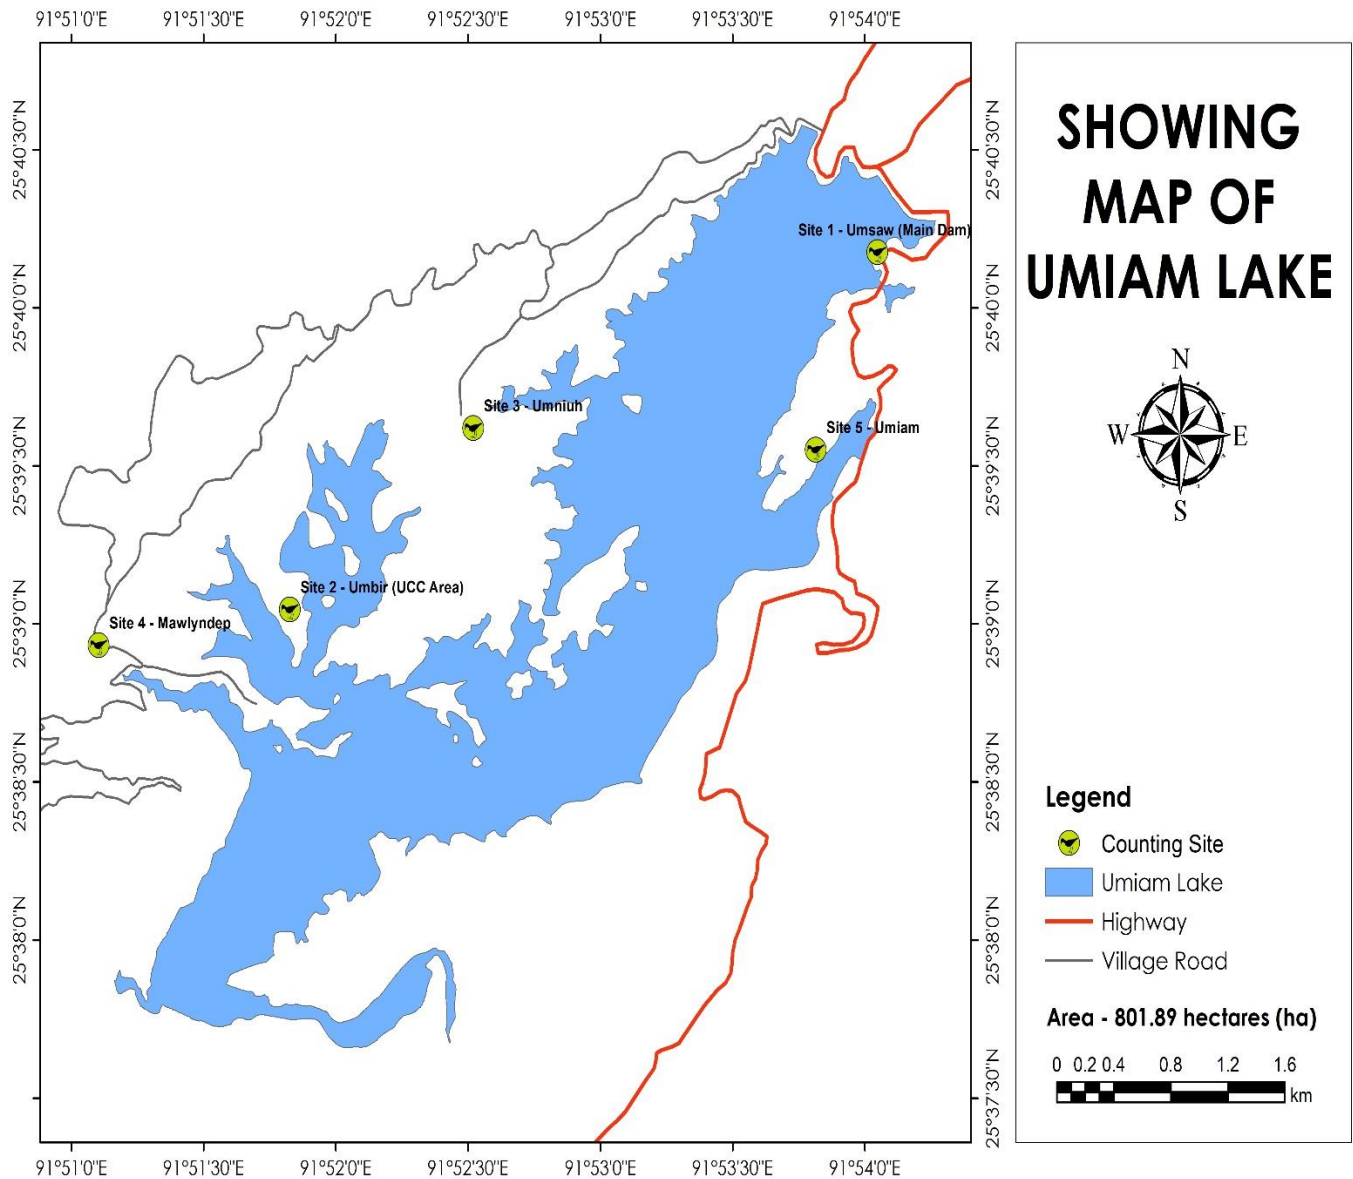 91°51'0"E 91°51'30"E 91°52'0"E 91°52'30"E 91°53'0"E 91°53'30"E 91°54'0"E
25°40'30"N
25°40'0"N
25°39'30"N
25°39'0"N
25°38'30"N
25°38'0"N
25°37'30"N
Site 1 - Umsaw (Main Dam)
Site 3 - Umniuh
Site 5 - Umiam
Site 2 - Umbir (UCC Area)
Site 4 - Mawlyndep
25°40'30"N
25°40'0"N
25°39'30"N
25°39'0"N
25°38'30"N
25°38'0"N
25°37'30"N
91°51'0"E 91°51'30"E 91°52'0"E 91°52'30"E 91°53'0"E 91°53'30"E 91°54'0"E
SHOWING
MAP OF
UMIAM LAKE
N
W E
S
Legend
Counting Site
Umiam Lake
Highway
Village Road
Area - 801.89 hectares (ha)
0 0.2 0.4 0.8 1.2 1.6
km